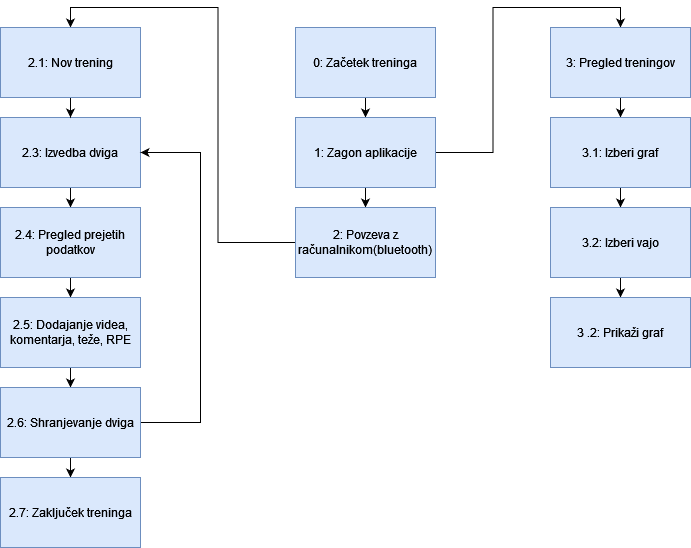 2.1: Nov trening
0: Začetek treninga
3: Pregled treningov
2.3: Izvedba dviga
1: Zagon aplikacije
3.1: Izberi graf
2.4: Pregled prejetih
podatkov
2: Povzeva z
računalnikom(bluetooth)
3.2: Izberi vajo
2.5: Dodajanje videa,
komentarja, teže, RPE
3 .2: Prikaži graf
2.6: Shranjevanje dviga
2.7: Zaključek treninga